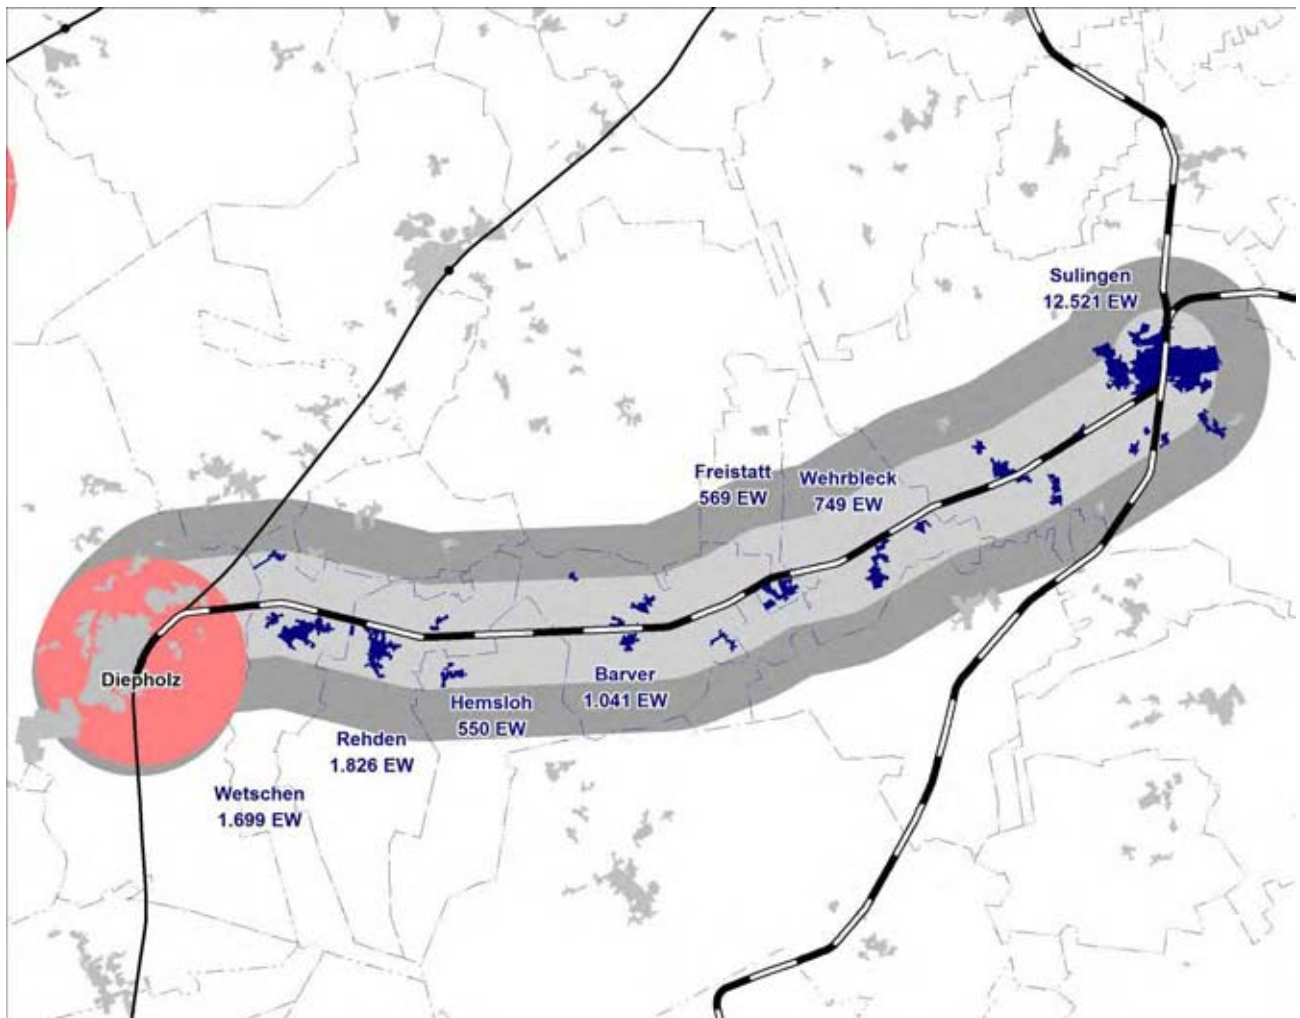 Sulingen
12.521 EW
Freistatt
569 EW
Wehrbleck
749 EW
Diepholz
Barver
1.041 EW
Hemsloh
550 EW
Rehden
1.826 EW
Wetschen
1.699 EW